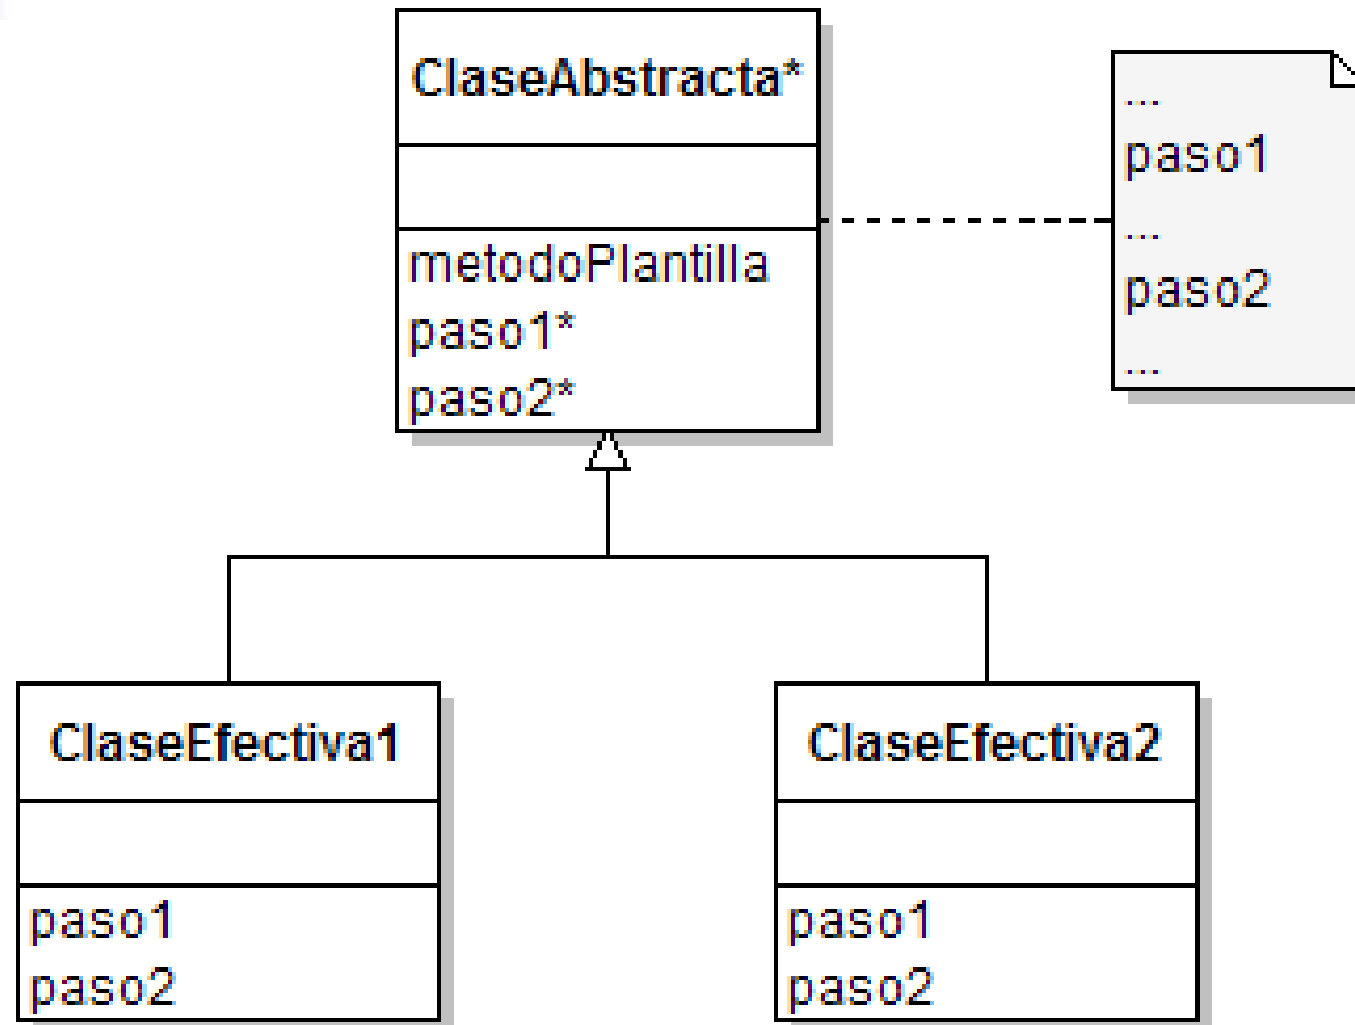 ClaseAbstracta*
metodoPlantilla
paso1*
paso2*
...
paso1
...
paso2
...
ClaseEfectiva1
paso1
paso2
ClaseEfectiva2
paso1
paso2